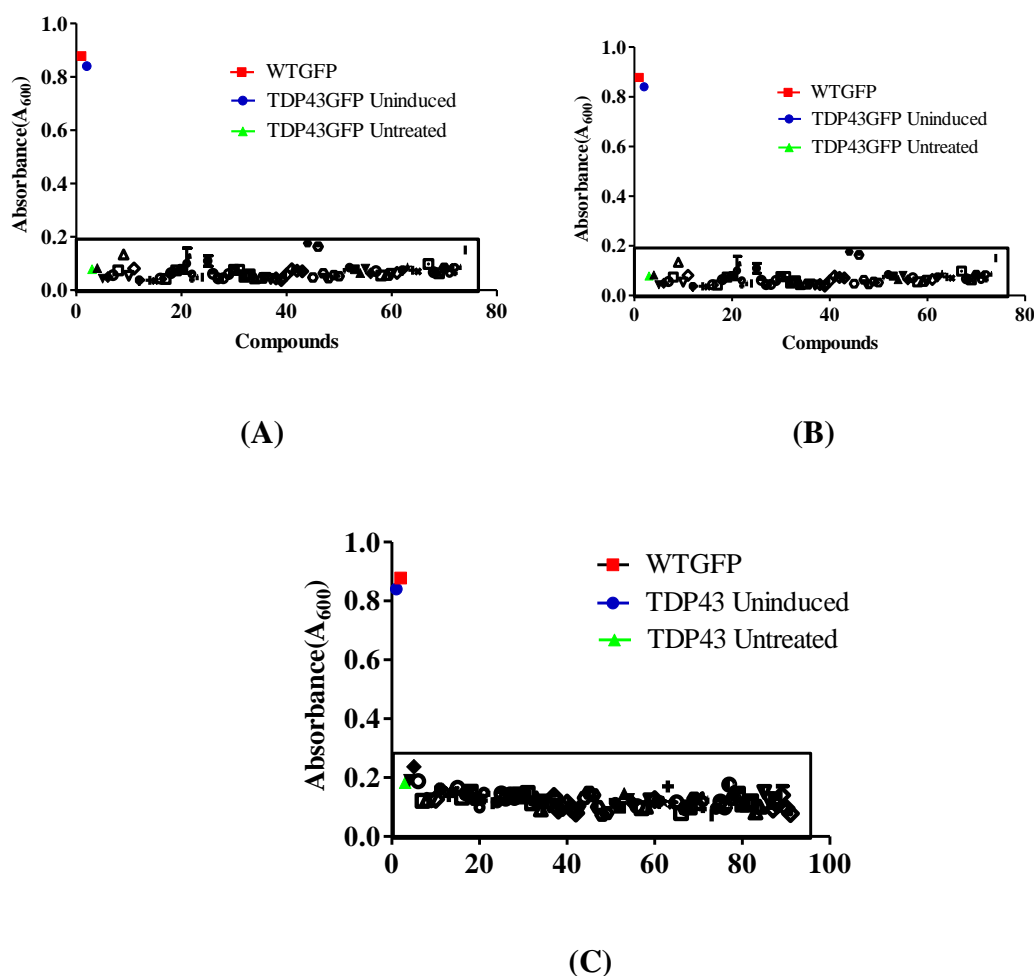 1.0
0.8
0.6
0.4
0.2
0.0
0 20 40 60 80
Absorbance(A600)
Compounds
WTGFP
TDP43GFP Uninduced
TDP43GFP Untreated
(A)
1.0
0.8
0.6
0.4
0.2
0.0
0 20 40 60 80
Absorbance(A600)
Compounds
WTGFP
TDP43GFP Uninduced
TDP43GFP Untreated
(B)
1.0
0.8
0.6
0.4
0.2
0.0
0 20 40 60 80 100
Absorbance(A600)
WTGFP
TDP43 Uninduced
TDP43 Untreated
(C)